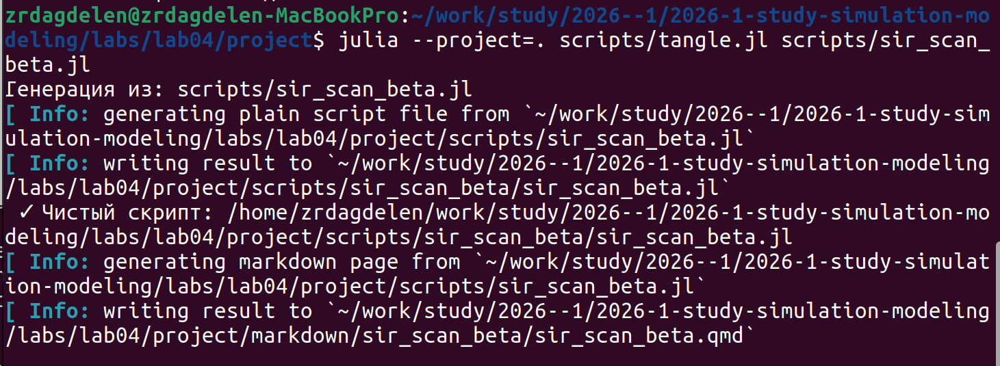 zrdagdelen@zrdagdelen-MacBookPro:~/work/study/2026--1/2026-1-study-simulation-mo
deling/labs/lab04/project$ julia --project=. scripts/tangle.jl scripts/sir_scan_
beta.jl
Генерация из: scripts/sir_scan_beta.jl
[ Info: generating plain script file from `~/work/study/2026--1/2026-1-study-sim
ulation-modeling/labs/lab04/project/scripts/sir_scan_beta.jl`
[ Info: writing result to `~/work/study/2026--1/2026-1-study-simulation-modeling
/labs/lab04/project/scripts/sir_scan_beta/sir_scan_beta.jl`
✓ Чистый скрипт: /home/zrdagdelen/work/study/2026--1/2026-1-study-simulation-mo
deling/labs/lab04/project/scripts/sir_scan_beta/sir_scan_beta.jl
[ Info: generating markdown page from `~/work/study/2026--1/2026-1-study-simulat
ion-modeling/labs/lab04/project/scripts/sir_scan_beta.jl`
[ Info: writing result to `~/work/study/2026--1/2026-1-study-simulation-modeling
/labs/lab04/project/markdown/sir_scan_beta/sir_scan_beta.qmd`